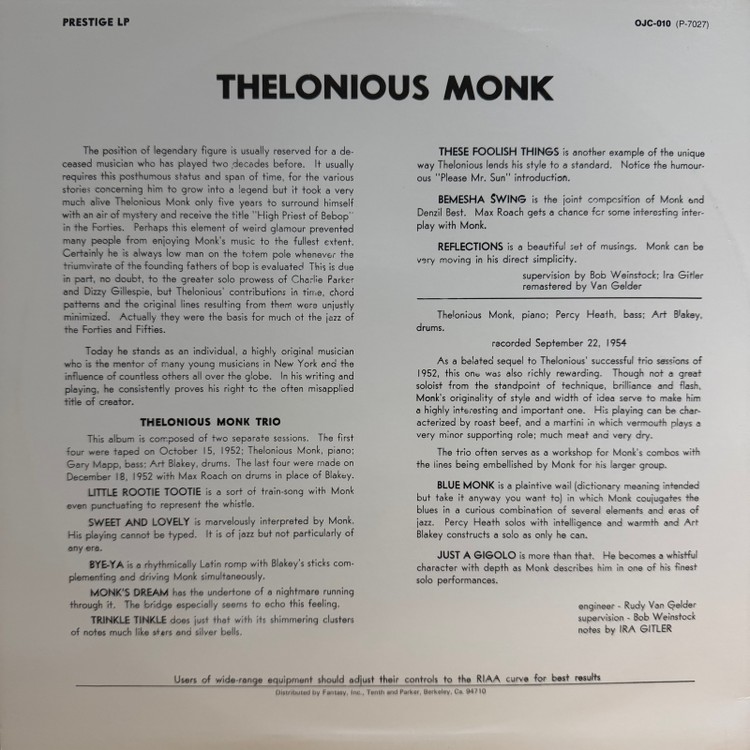 PRESTIGE LP
OJC-010 (P-7027)
THELONIOUS MONK
The position of legendary figure is usually reserved for a de-
ceased musician who has played two decades before. It usually
requires this posthumous status and span of time, for the various
stories concerning him to grow into a legend but it took a very
much alive Thelonious Monk only five years to surround himself
with an air of mystery and receive the title "High Priest of Bebop"
in the Forties. Perhaps this element of weird glamour prevented
many people from enjoying Monk's music to the fullest extent.
Certainly he is always low man on the totem pole whenever the
triumvirate of the founding fathers of bop is evaluated This is due
in part, no doubt, to the greater solo prowess of Charlie Parker
and Dizzy Gillespie, but Thelonious' contributions in time, chord
patterns and the original lines resulting from them were unjustly
minimized. Actually they were the basis for much of the jazz of
the Forties and Fifties.
Today he stands as an individual, a highly original musician
who is the mentor of many young musicians in New York and the
influence of countless others all over the globe. In his writing and
playing, he consistently proves his right to the often misapplied
title of creator.
THELONIOUS MONK TRIO
This album is composed of two separate sessions. The first
four were taped on October 15, 1952; Thelonious Monk, piano;
Gary Mapp, bass; Art Blakey, drums. The last four were made on
December 18, 1952 with Max Roach on drums in place of Blakey.
LITTLE ROOTIE TOOTIE is a sort of train-song with Monk
even punctuating to represent the whistle.
SWEET AND LOVELY is marvelously interpreted by Monk.
His playing cannot be typed. It is of jazz but not particularly of
any era.
BYE-YA is a rhythmically Latin romp with Blakey's sticks com-
plementing and driving Monk simultaneously.
MONK'S DREAM has the undertone of a nightmare running
through it. The bridge especially seems to echo this feeling.
TRINKLE TINKLE does just that with its shimmering clusters
of notes much like stars and silver bells.
THESE FOOLISH THINGS is another example of the unique
way Thelonious lends his style to a standard. Notice the humour-
ous "Please Mr. Sun" introduction.
BEMESHA SWING is the joint composition of Monk and
Denzil Best. Max Roach gets a chance for some interesting inter-
play with Monk.
REFLECTIONS is a beautiful set of musings. Monk can be
very moving in his direct simplicity.
supervision by Bob Weinstock; Ira Gitler
remastered by Van Gelder
Thelonious Monk, piano; Percy Heath, bass; Art Blakey,
drums.
recorded September 22, 1954
As a belated sequel to Thelonious' successful trio sessions of
1952, this one was also richly rewarding. Though not a great
soloist from the standpoint of technique, brilliance and flash,
Monk's originality of style and width of idea serve to make him
a highly interesting and important one. His playing can be char-
acterized by roast beef, and a martini in which vermouth plays a
very minor supporting role; much meat and very dry.
The trio often serves as a workshop for Monk's combos with
the lines being embellished by Monk for his larger group.
BLUE MONK is a plaintive wail (dictionary meaning intended
but take it anyway you want to) in which Monk coujugates the
blues in a curious combination of several elements and eras of
jazz. Percy Heath solos with intelligence and warmth and Art
Blakey constructs a solo as only he can.
JUST A GIGOLO is more than that. He becomes a whistful
character with depth as Monk describes him in one of his finest
solo performances.
engineer - Rudy Van Gelder
supervision - Bob Weinstock
notes by IRA GITLER
Users of wide-range equipment should adjust their controls to the RIAA curve for best results
Distributed by Fantasy, Inc., Tenth and Parker, Berkeley, Ca. 94710